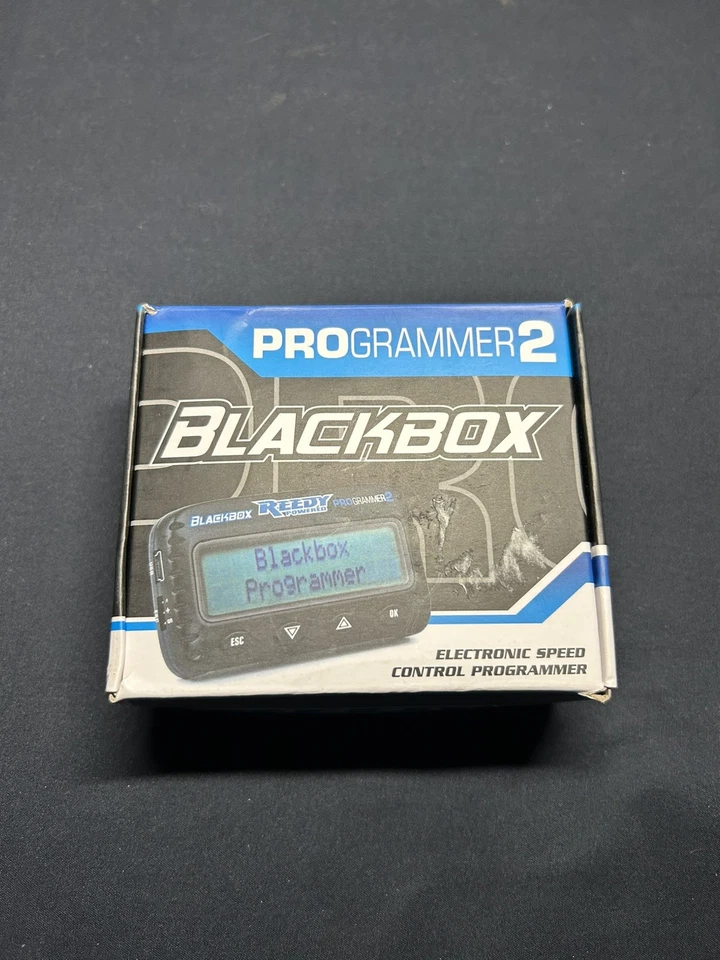 PROGRAMMER2
BLACKBOX
BLACKBOX REEDY POWERED PROGRAMMER2
Blackbox
Programmer
ESC OK
ELECTRONIC SPEED
CONTROL PROGRAMMER